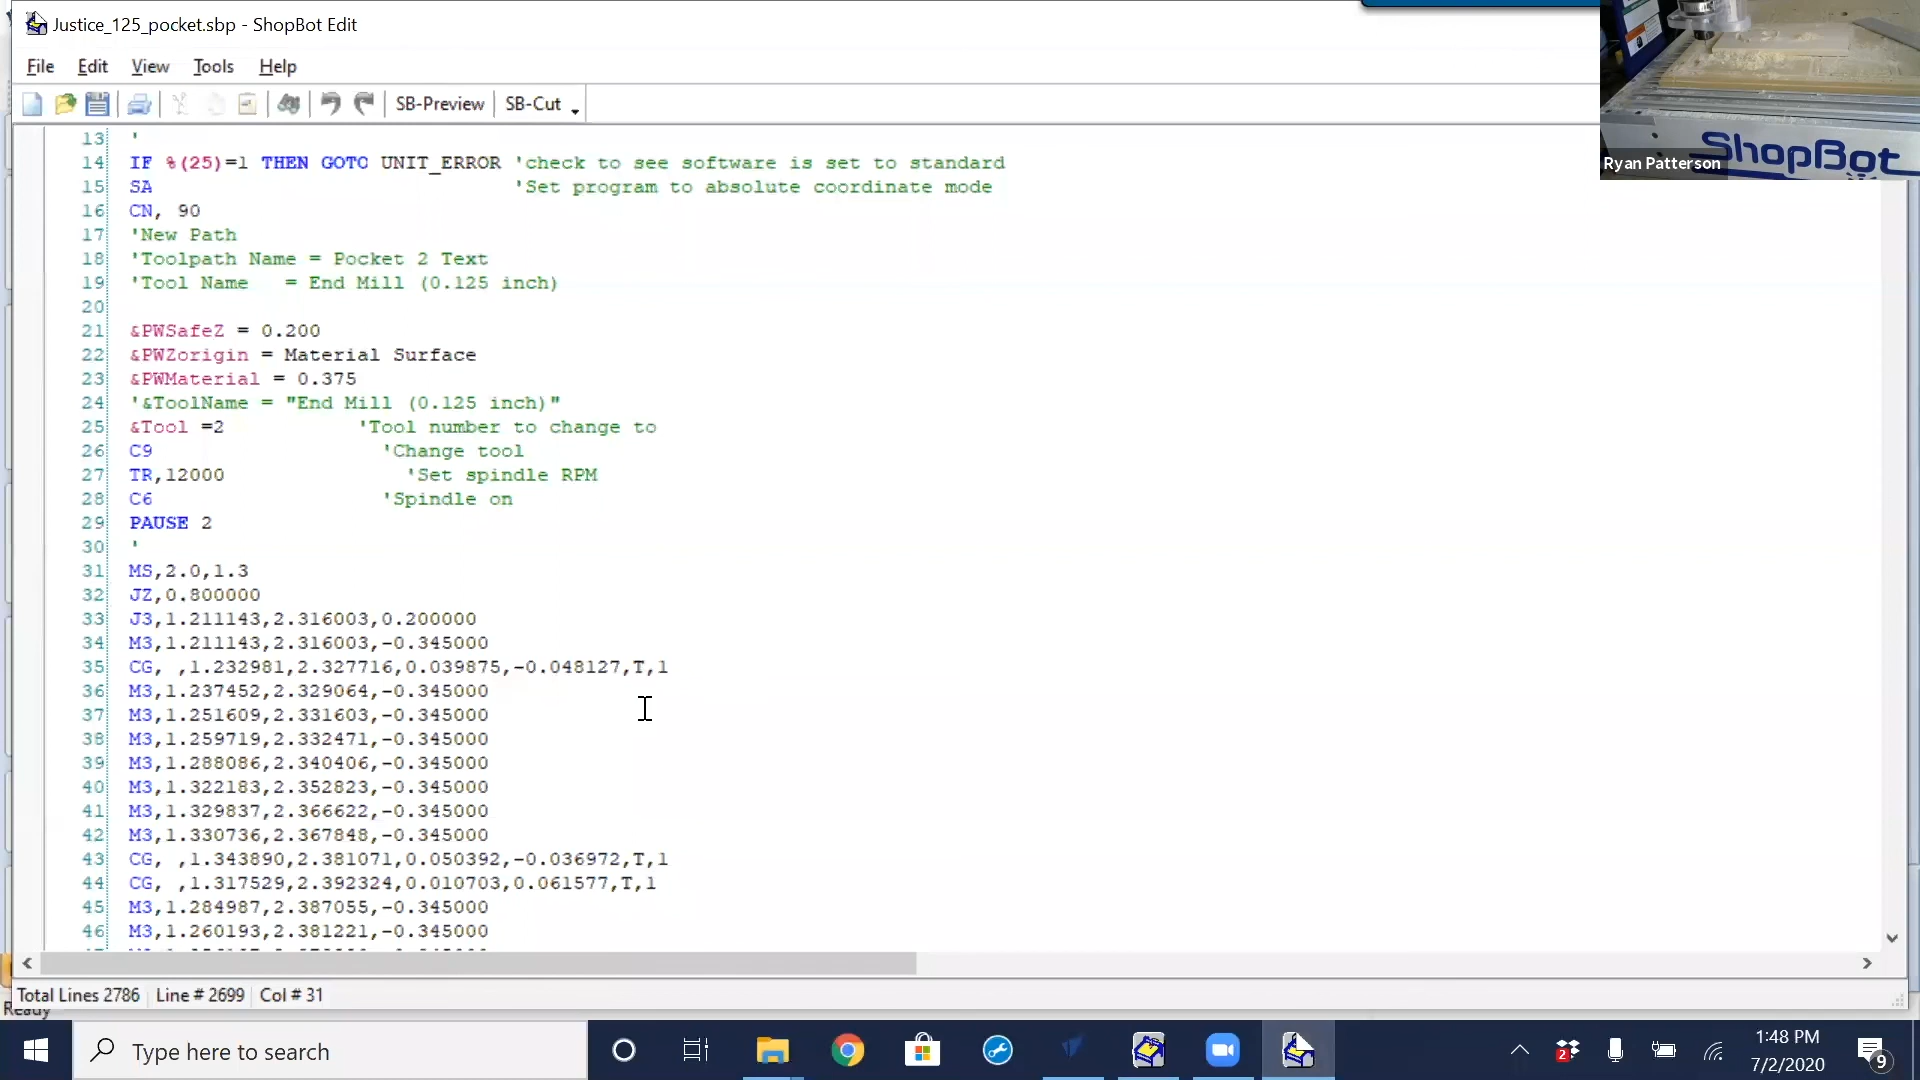 Justice_125_pocket.sbp - ShopBot Edit
File Edit View Tools Help
SB-Preview SB-Cut
13 '
14 IF %(25)=1 THEN GOTO UNIT_ERROR 'check to see software is set to standard
15 SA 'Set program to absolute coordinate mode
16 CN, 90
17 'New Path
18 'Toolpath Name = Pocket 2 Text
19 'Tool Name = End Mill (0.125 inch)
20
21 &PWSafeZ = 0.200
22 &PWZorigin = Material Surface
23 &PWMaterial = 0.375
24 '&ToolName = "End Mill (0.125 inch)"
25 &Tool =2 'Tool number to change to
26 C9 'Change tool
27 TR,12000 'Set spindle RPM
28 C6 'Spindle on
29 PAUSE 2
30 '
31 MS,2.0,1.3
32 JZ,0.800000
33 J3,1.211143,2.316003,0.200000
34 M3,1.211143,2.316003,-0.345000
35 CG, ,1.232981,2.327716,0.039875,-0.048127,T,1
36 M3,1.237452,2.329064,-0.345000
37 M3,1.251609,2.331603,-0.345000
38 M3,1.259719,2.332471,-0.345000
39 M3,1.288086,2.340406,-0.345000
40 M3,1.322183,2.352823,-0.345000
41 M3,1.329837,2.366622,-0.345000
42 M3,1.330736,2.367848,-0.345000
43 CG, ,1.343890,2.381071,0.050392,-0.036972,T,1
44 CG, ,1.317529,2.392324,0.010703,0.061577,T,1
45 M3,1.284987,2.387055,-0.345000
46 M3,1.260193,2.381221,-0.345000
Total Lines 2786 Line # 2699 Col # 31
Ready
ShopBot
Ryan Patterson
Type here to search
2
1:48 PM
7/2/2020
9